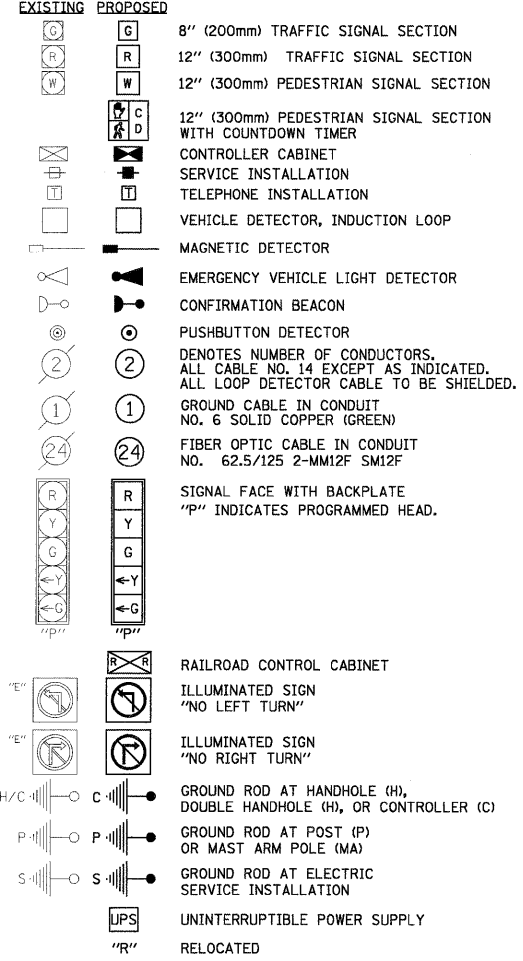 EXISTING PROPOSED
G G 8" (200mm) TRAFFIC SIGNAL SECTION
R R 12" (300mm) TRAFFIC SIGNAL SECTION
W W 12" (300mm) PEDESTRIAN SIGNAL SECTION
C D 12" (300mm) PEDESTRIAN SIGNAL SECTION
WITH COUNTDOWN TIMER
CONTROLLER CABINET
SERVICE INSTALLATION
T T TELEPHONE INSTALLATION
VEHICLE DETECTOR, INDUCTION LOOP
MAGNETIC DETECTOR
EMERGENCY VEHICLE LIGHT DETECTOR
CONFIRMATION BEACON
PUSHBUTTON DETECTOR
2 2 DENOTES NUMBER OF CONDUCTORS.
ALL CABLE NO. 14 EXCEPT AS INDICATED.
ALL LOOP DETECTOR CABLE TO BE SHIELDED.
1 1 GROUND CABLE IN CONDUIT
NO. 6 SOLID COPPER (GREEN)
24 24 FIBER OPTIC CABLE IN CONDUIT
NO. 62.5/125 2-MM12F SM12F
R R SIGNAL FACE WITH BACKPLATE
"P" INDICATES PROGRAMMED HEAD.
Y Y
G G
←Y ←Y
←G ←G
"P" "P"
R R RAILROAD CONTROL CABINET
"E" ILLUMINATED SIGN
"NO LEFT TURN"
"E" ILLUMINATED SIGN
"NO RIGHT TURN"
H/C C GROUND ROD AT HANDHOLE (H),
DOUBLE HANDHOLE (H), OR CONTROLLER (C)
P P GROUND ROD AT POST (P)
OR MAST ARM POLE (MA)
S S GROUND ROD AT ELECTRIC
SERVICE INSTALLATION
UPS UNINTERRUPTIBLE POWER SUPPLY
"R" RELOCATED